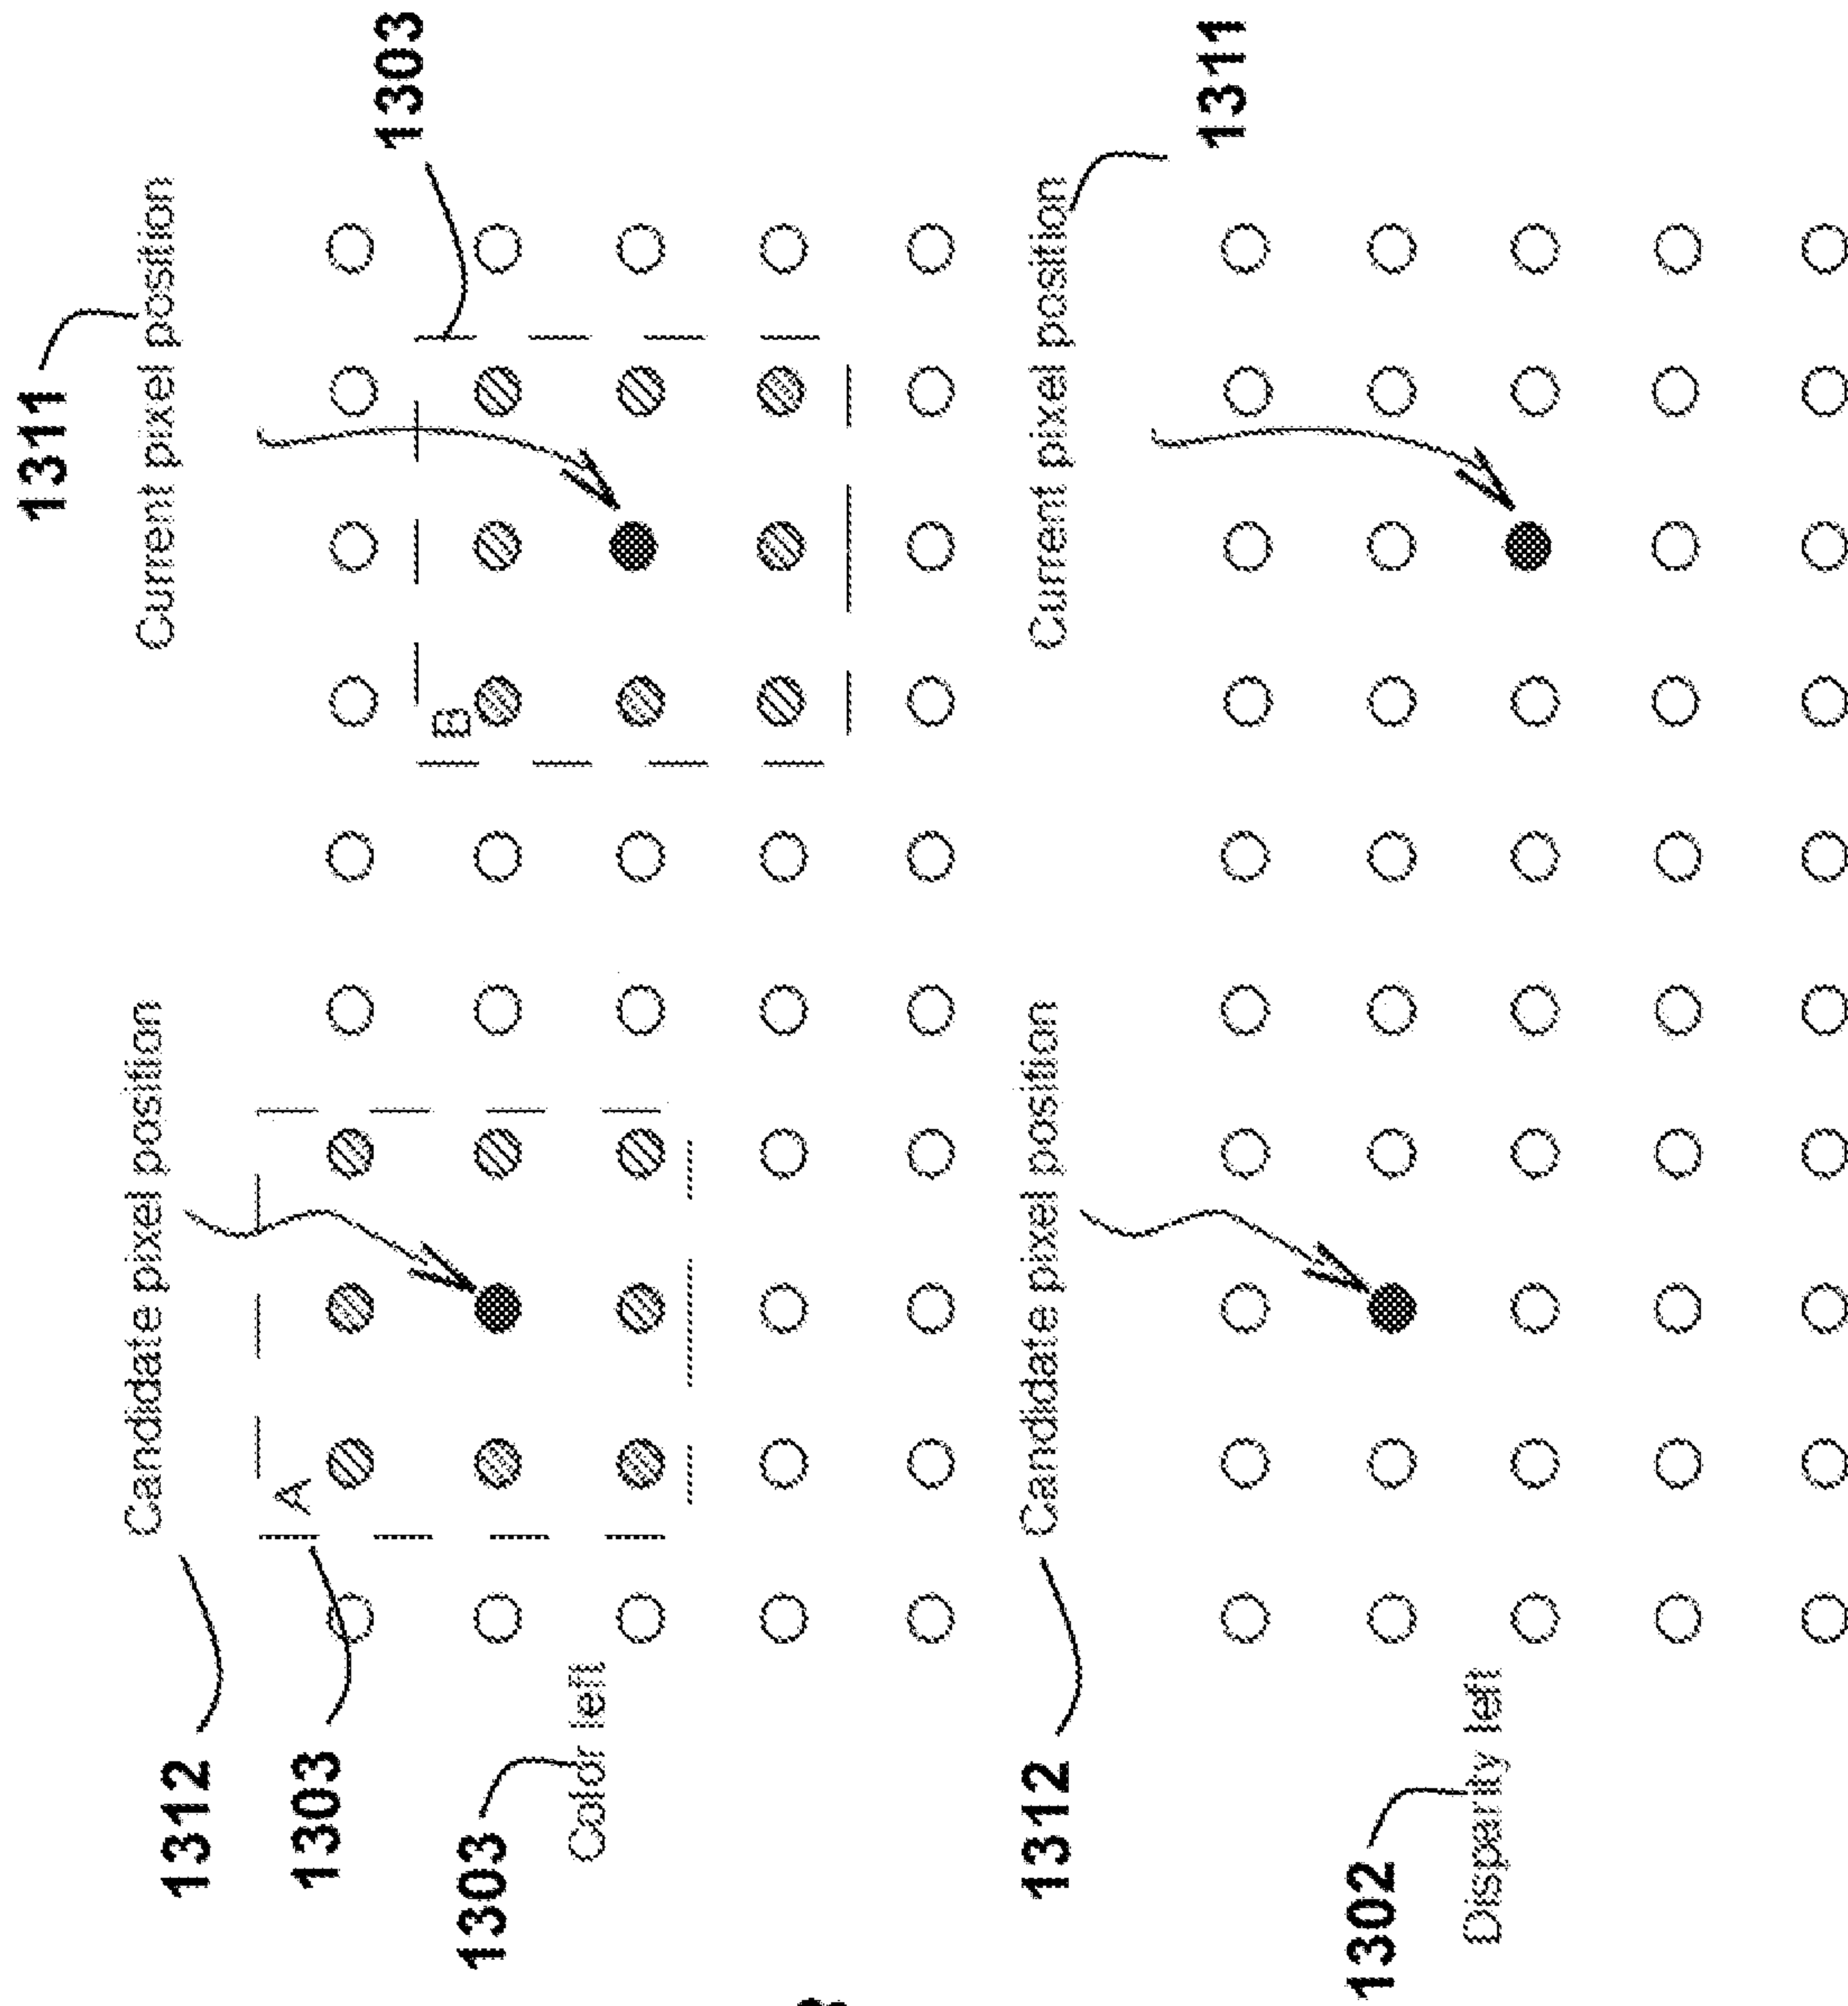 1311
Current pixel position
1312
Candidate pixel position
1303
A
B
1303
1303
Color left
1312
Candidate pixel position
Current pixel position
1311
1302
Disparity left